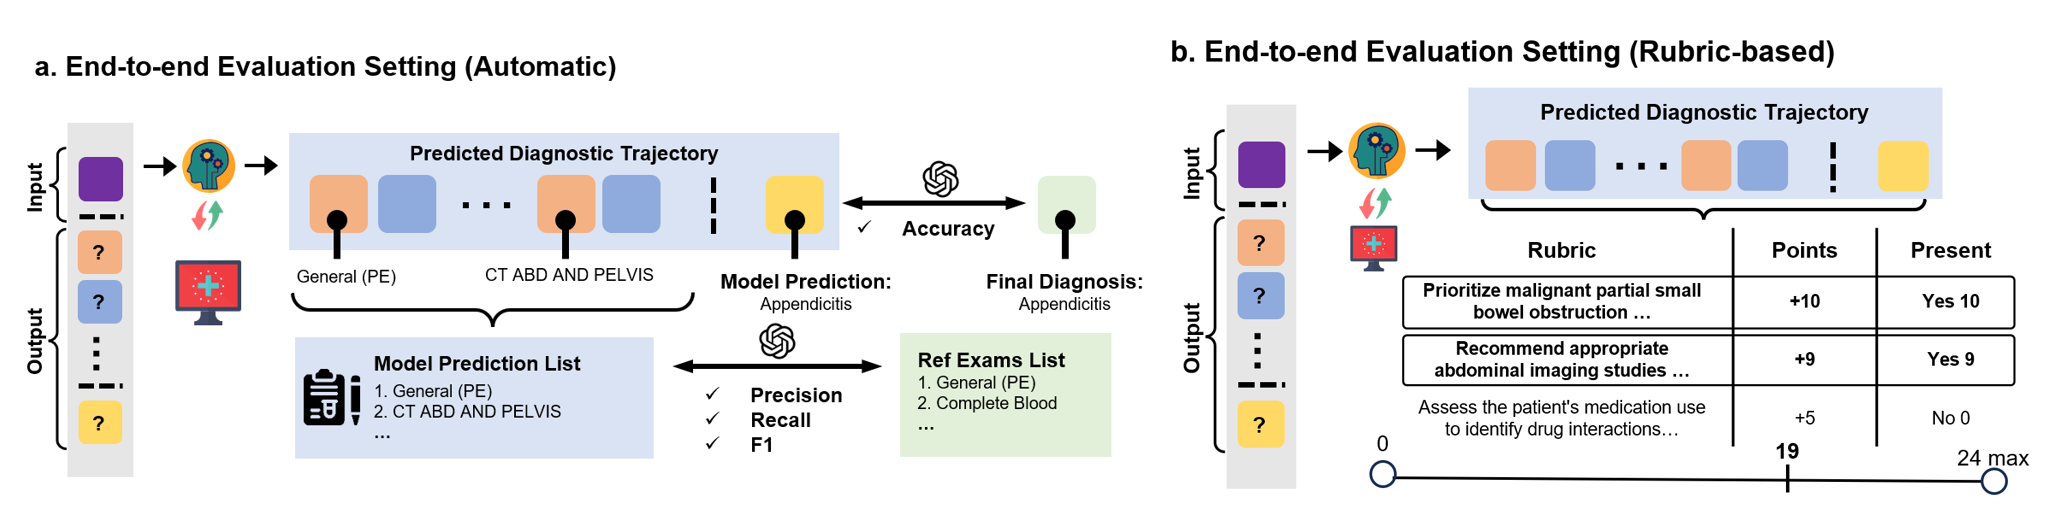 a. End-to-end Evaluation Setting (Automatic)
Input
Output
?
?
?
Predicted Diagnostic Trajectory
General (PE)
CT ABD AND PELVIS
Model Prediction:
Appendicitis
✓ Accuracy
Final Diagnosis:
Appendicitis
Model Prediction List
1. General (PE)
2. CT ABD AND PELVIS
...
✓ Precision
✓ Recall
✓ F1
Ref Exams List
1. General (PE)
2. Complete Blood
...
b. End-to-end Evaluation Setting (Rubric-based)
Input
Output
?
?
?
Predicted Diagnostic Trajectory
Rubric Points Present
Prioritize malignant partial small
bowel obstruction ...
+10
Yes 10
Recommend appropriate
abdominal imaging studies ...
+9
Yes 9
Assess the patient's medication use
to identify drug interactions...
+5
No 0
0
19
24 max